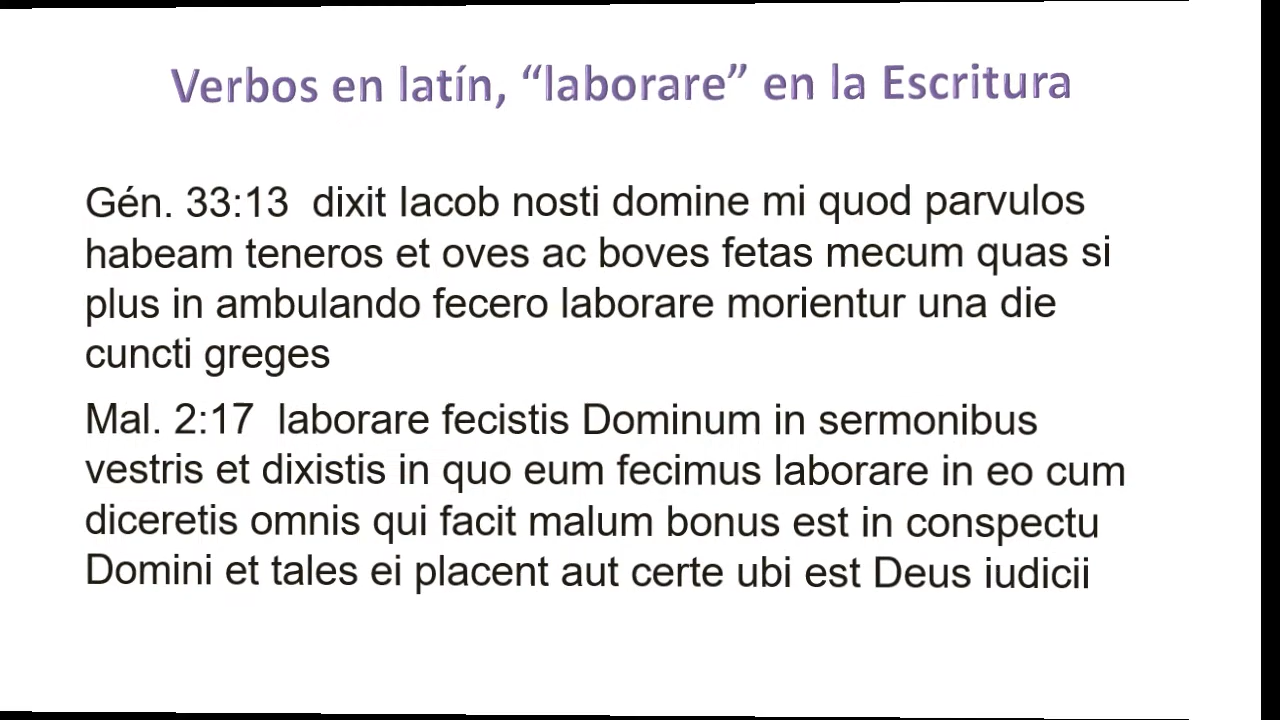 Verbos en latín, “laborare” en la Escritura
Gén. 33:13  dixit Iacob nosti domine mi quod parvulos
habeam teneros et oves ac boves fetas mecum quas si
plus in ambulando fecero laborare morientur una die
cuncti greges
Mal. 2:17  laborare fecistis Dominum in sermonibus
vestris et dixistis in quo eum fecimus laborare in eo cum
diceretis omnis qui facit malum bonus est in conspectu
Domini et tales ei placent aut certe ubi est Deus iudicii